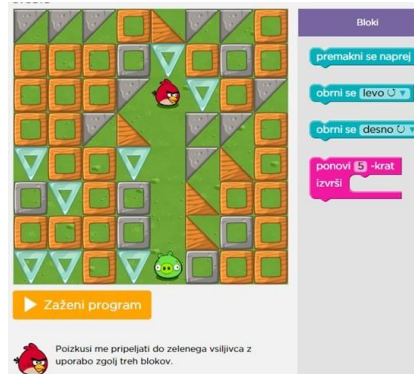 Bloki
premakni se naprej
obrni se levo ↺ ▼
obrni se desno ↻ ▼
ponovi 5 -krat
izvrši
Zaženi program
Poizkusi me pripeljati do zelenega vsiljivca z
uporabo zgolj treh blokov.